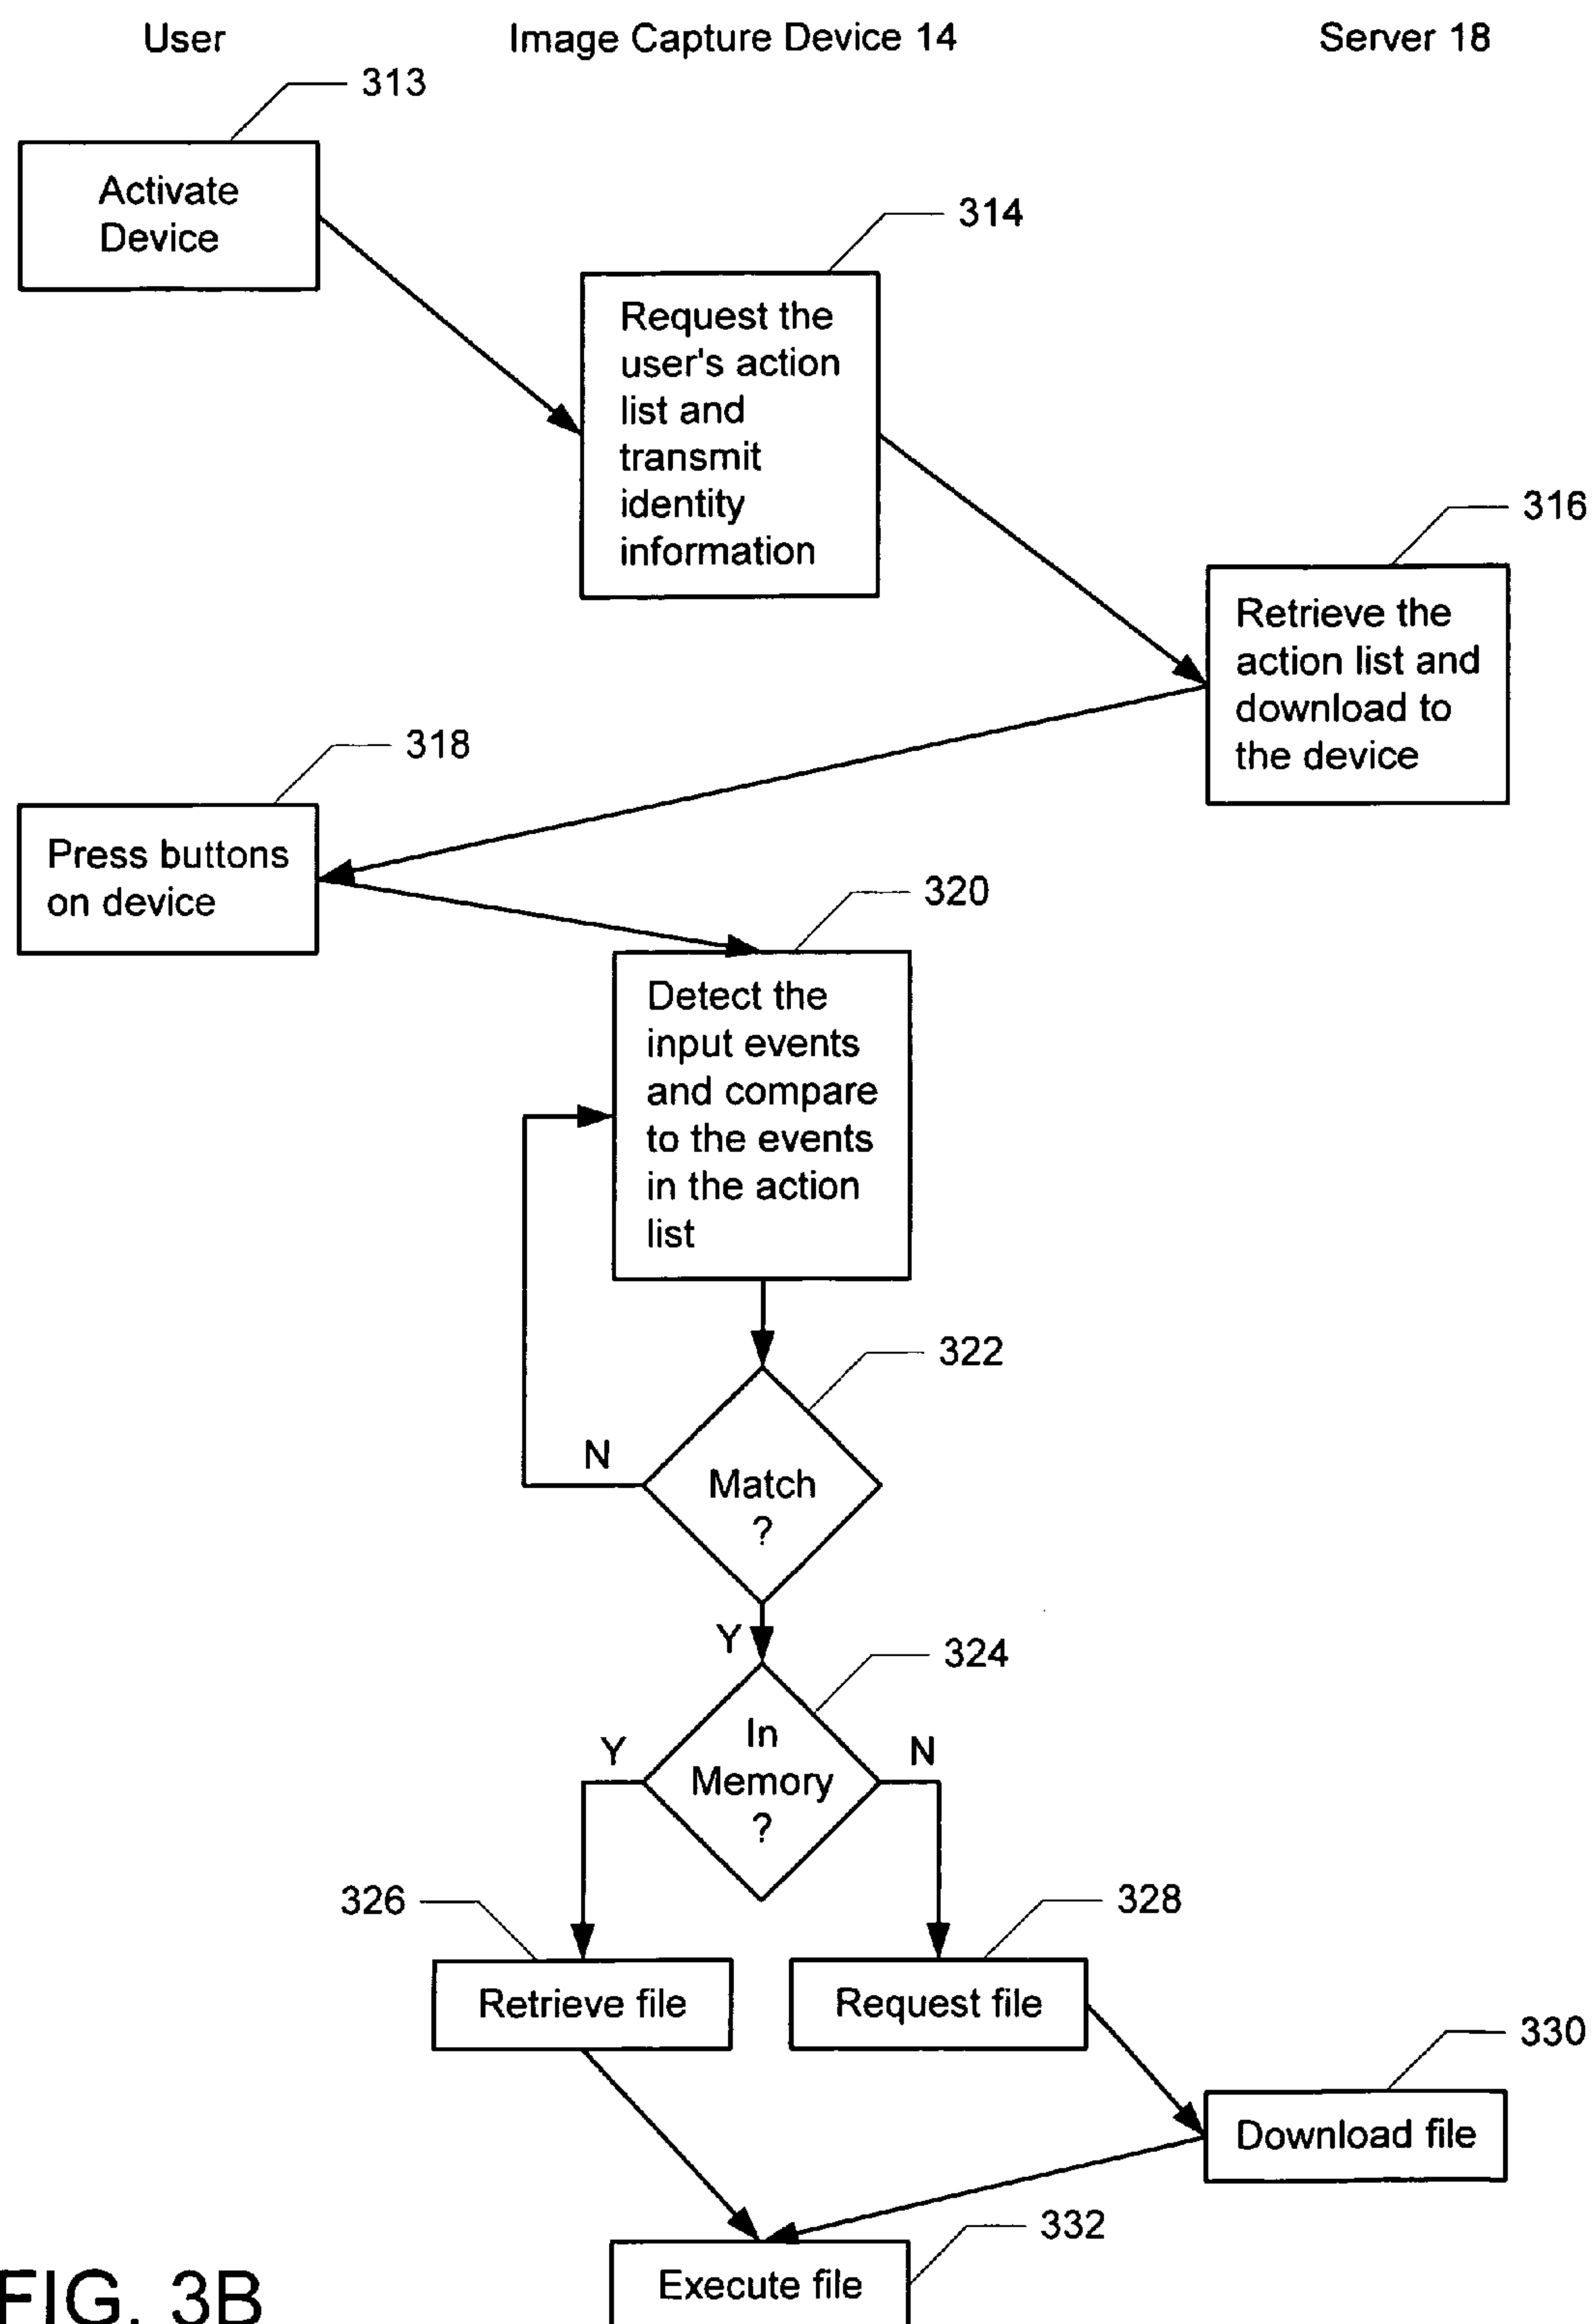 User
Image Capture Device 14
Server 18
313
Activate
Device
314
Request the
user's action
list and
transmit
identity
information
316
Retrieve the
action list and
download to
the device
318
Press buttons
on device
320
Detect the
input events
and compare
to the events
in the action
list
322
N
Match
?
Y
324
Y
In
Memory
?
N
326
328
Retrieve file
Request file
330
Download file
332
Execute file
FIG. 3B